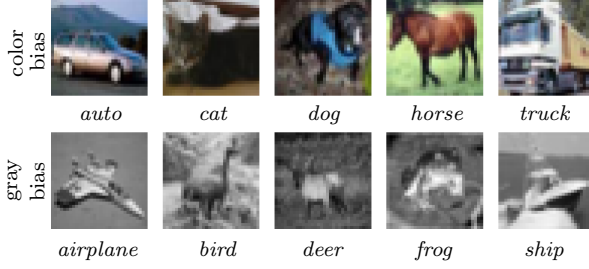 color
bias
auto cat dog horse truck
gray
bias
airplane bird deer frog ship